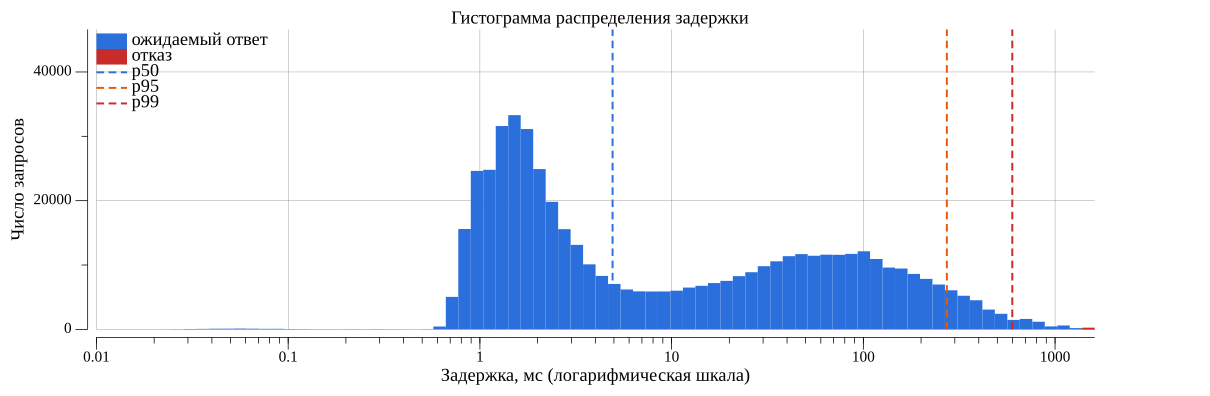 Гистограмма распределения задержки
ожидаемый ответ
отказ
p50
p95
p99
Число запросов
40000
20000
0
0.01
0.1
1
10
100
1000
Задержка, мс (логарифмическая шкала)